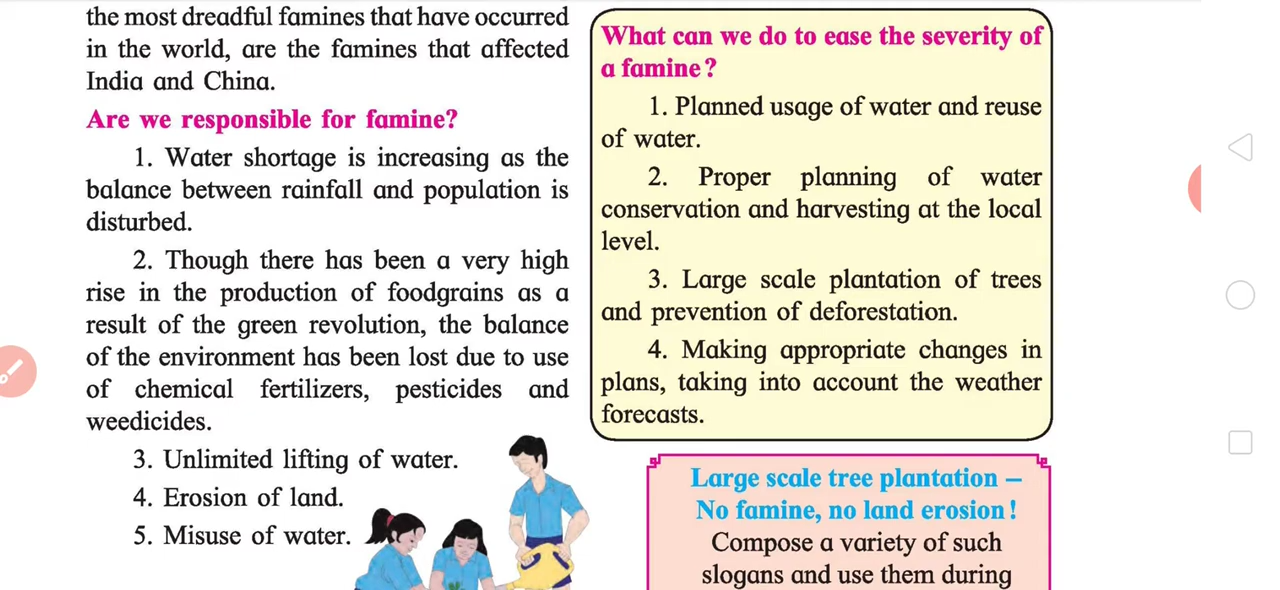 the most dreadful famines that have occurred
in the world, are the famines that affected
India and China.
Are we responsible for famine?
1. Water shortage is increasing as the
balance between rainfall and population is
disturbed.
2. Though there has been a very high
rise in the production of foodgrains as a
result of the green revolution, the balance
of the environment has been lost due to use
of chemical fertilizers, pesticides and
weedicides.
3. Unlimited lifting of water.
4. Erosion of land.
5. Misuse of water.
What can we do to ease the severity of
a famine?
1. Planned usage of water and reuse
of water.
2. Proper planning of water
conservation and harvesting at the local
level.
3. Large scale plantation of trees
and prevention of deforestation.
4. Making appropriate changes in
plans, taking into account the weather
forecasts.
Large scale tree plantation –
No famine, no land erosion!
Compose a variety of such
slogans and use them during